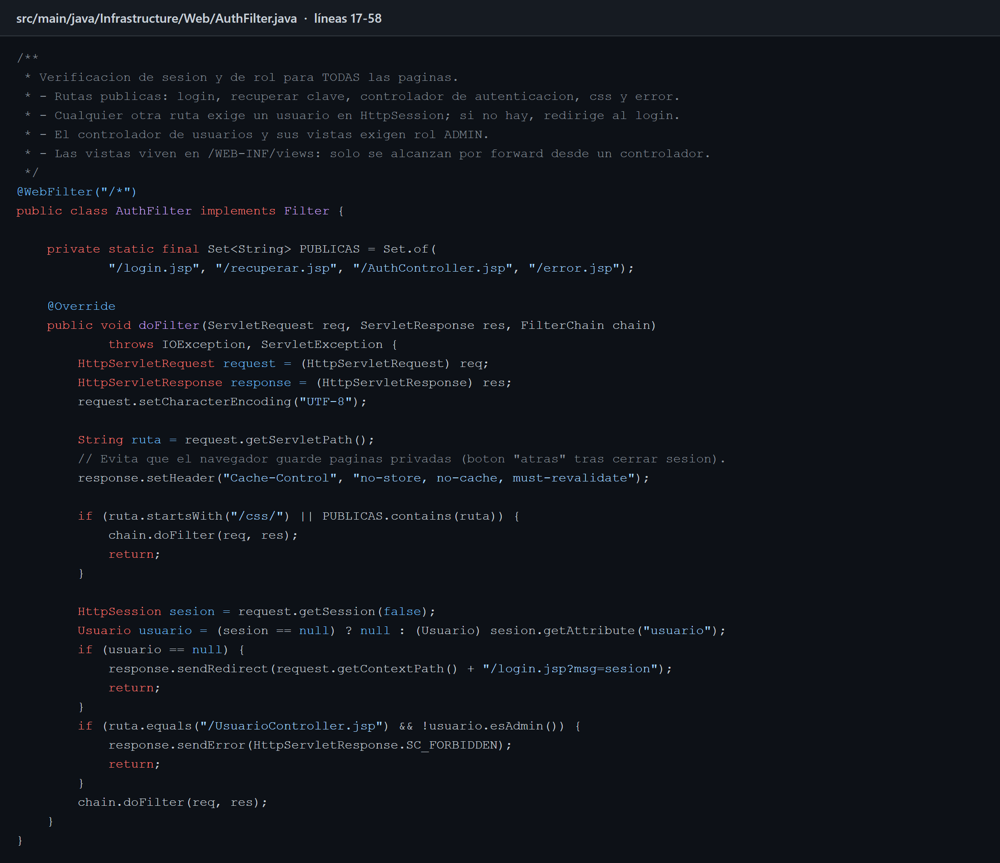 src/main/java/Infrastructure/Web/AuthFilter.java · líneas 17-58
/**
 * Verificacion de sesion y de rol para TODAS las paginas.
 * - Rutas publicas: login, recuperar clave, controlador de autenticacion, css y error.
 * - Cualquier otra ruta exige un usuario en HttpSession; si no hay, redirige al login.
 * - El controlador de usuarios y sus vistas exigen rol ADMIN.
 * - Las vistas viven en /WEB-INF/views: solo se alcanzan por forward desde un controlador.
 */
@WebFilter("/*")
public class AuthFilter implements Filter {

    private static final Set<String> PUBLICAS = Set.of(
            "/login.jsp", "/recuperar.jsp", "/AuthController.jsp", "/error.jsp");

    @Override
    public void doFilter(ServletRequest req, ServletResponse res, FilterChain chain)
            throws IOException, ServletException {
        HttpServletRequest request = (HttpServletRequest) req;
        HttpServletResponse response = (HttpServletResponse) res;
        request.setCharacterEncoding("UTF-8");

        String ruta = request.getServletPath();
        // Evita que el navegador guarde paginas privadas (boton "atras" tras cerrar sesion).
        response.setHeader("Cache-Control", "no-store, no-cache, must-revalidate");

        if (ruta.startsWith("/css/") || PUBLICAS.contains(ruta)) {
            chain.doFilter(req, res);
            return;
        }

        HttpSession sesion = request.getSession(false);
        Usuario usuario = (sesion == null) ? null : (Usuario) sesion.getAttribute("usuario");
        if (usuario == null) {
            response.sendRedirect(request.getContextPath() + "/login.jsp?msg=sesion");
            return;
        }
        if (ruta.equals("/UsuarioController.jsp") && !usuario.esAdmin()) {
            response.sendError(HttpServletResponse.SC_FORBIDDEN);
            return;
        }
        chain.doFilter(req, res);
    }
}